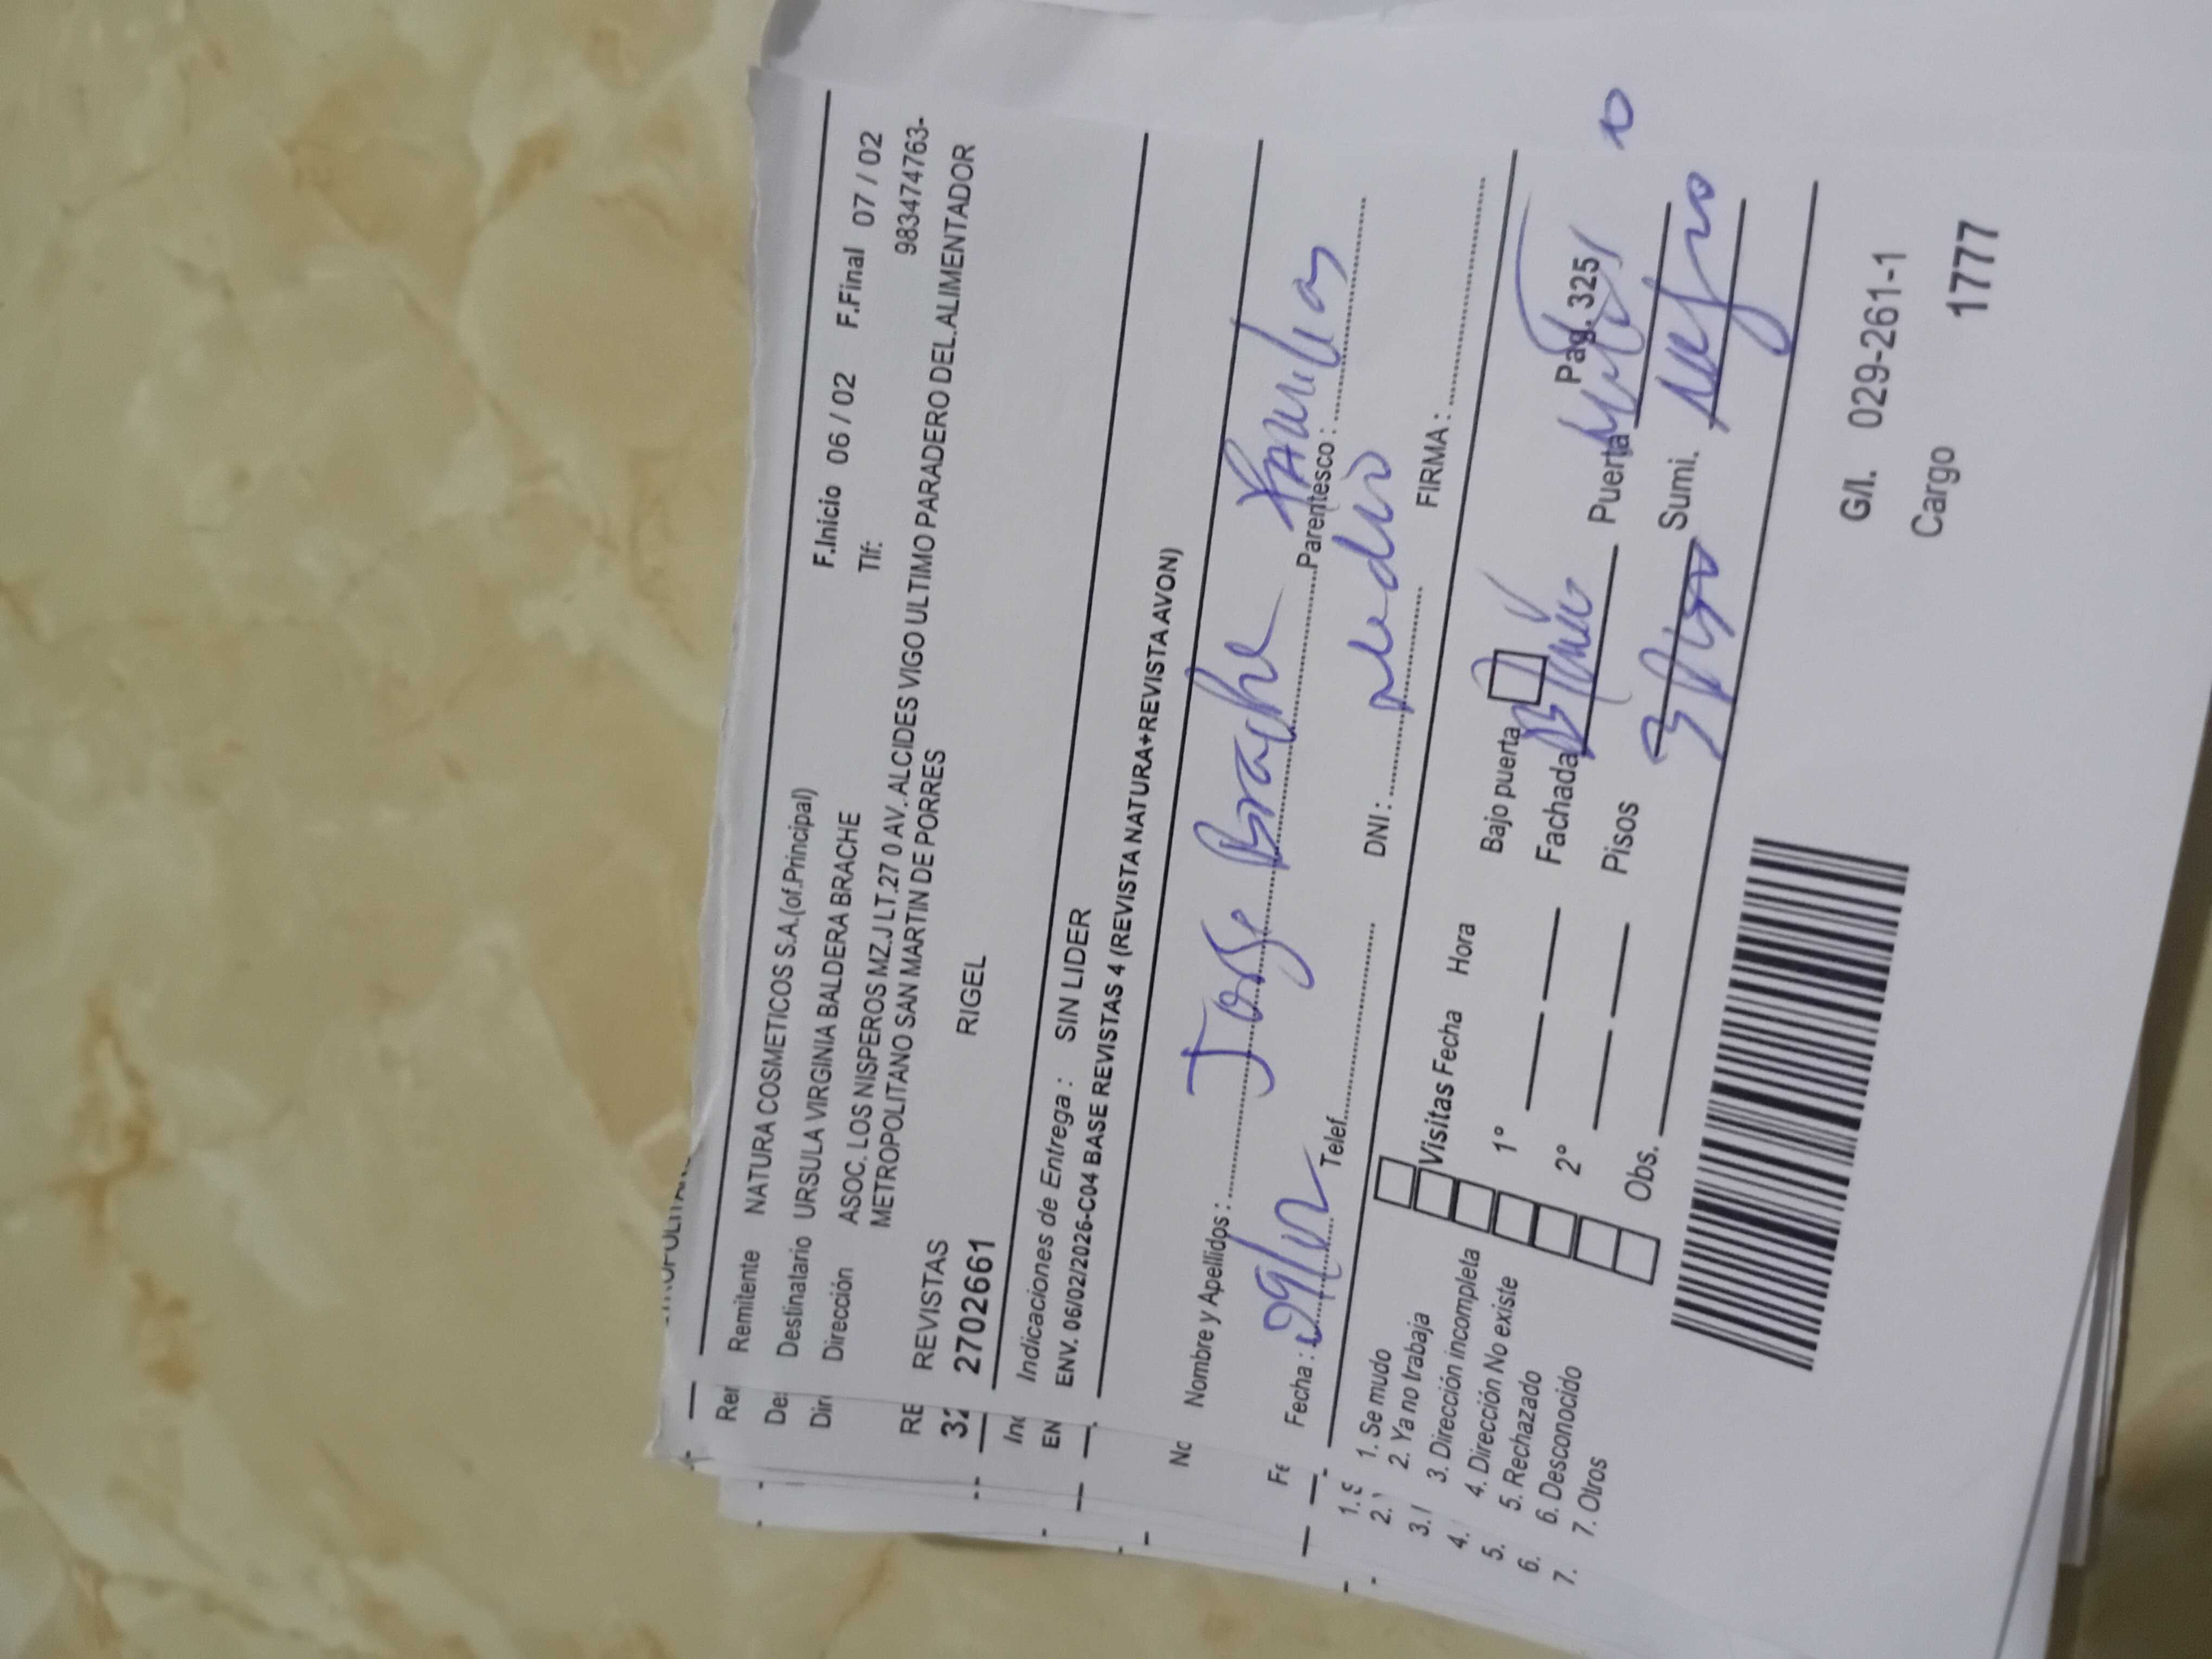 Remitente NATURA COSMETICOS S.A.(of.Principal)
Destinatario URSULA VIRGINIA BALDERA BRACHE F.Inicio 06 / 02 F.Final 07 / 02
Dirección ASOC. LOS NISPEROS MZ.J LT.27 0 AV. ALCIDES VIGO ULTIMO PARADERO DEL.ALIMENTADOR Tlf: 983474763-
METROPOLITANO SAN MARTIN DE PORRES
REVISTAS RIGEL
2702661
Indicaciones de Entrega : SIN LIDER
ENV. 06/02/2026-C04 BASE REVISTAS 4 (REVISTA NATURA+REVISTA AVON)
Nombre y Apellidos : Jorge Brache Parentesco : Familiar
Fecha : Telef. DNI : FIRMA :
1. Se mudo
2. Ya no trabaja
3. Dirección incompleta
4. Dirección No existe
5. Rechazado
6. Desconocido
7. Otros
Visitas Fecha Hora Bajo puerta Pag. 325
1° Fachada Blanco Puerta
2° Pisos Sumi.
Obs.
G/l. 029-261-1
Cargo 1777